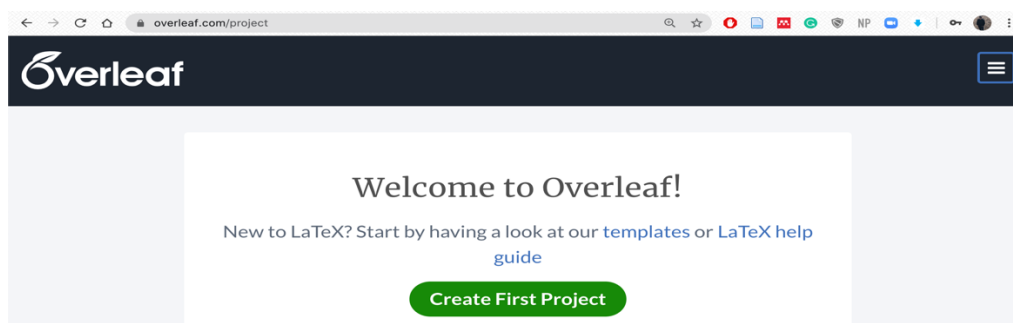 overleaf.com/project
NP
Overleaf
Welcome to Overleaf!
New to LaTeX? Start by having a look at our templates or LaTeX help
guide
Create First Project